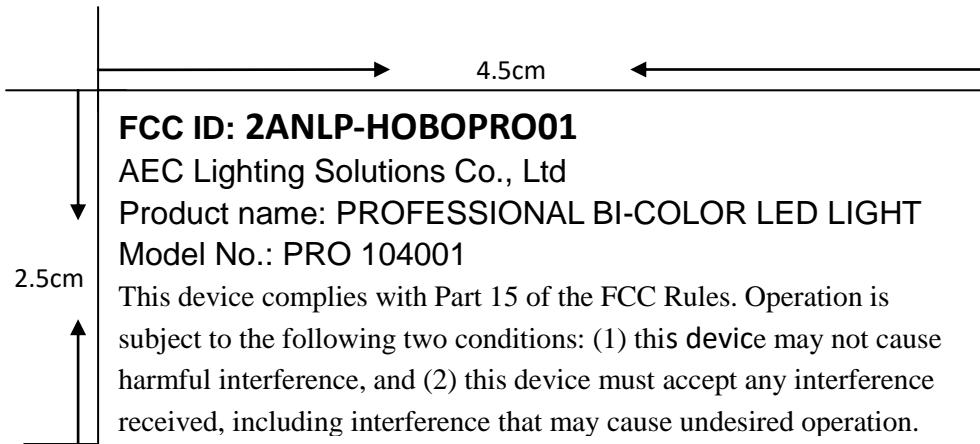 4.5cm
FCC ID: 2ANLP-HOBOPRO01
AEC Lighting Solutions Co., Ltd
Product name: PROFESSIONAL BI-COLOR LED LIGHT
Model No.: PRO 104001
2.5cm
This device complies with Part 15 of the FCC Rules. Operation is
subject to the following two conditions: (1) this device may not cause
harmful interference, and (2) this device must accept any interference
received, including interference that may cause undesired operation.